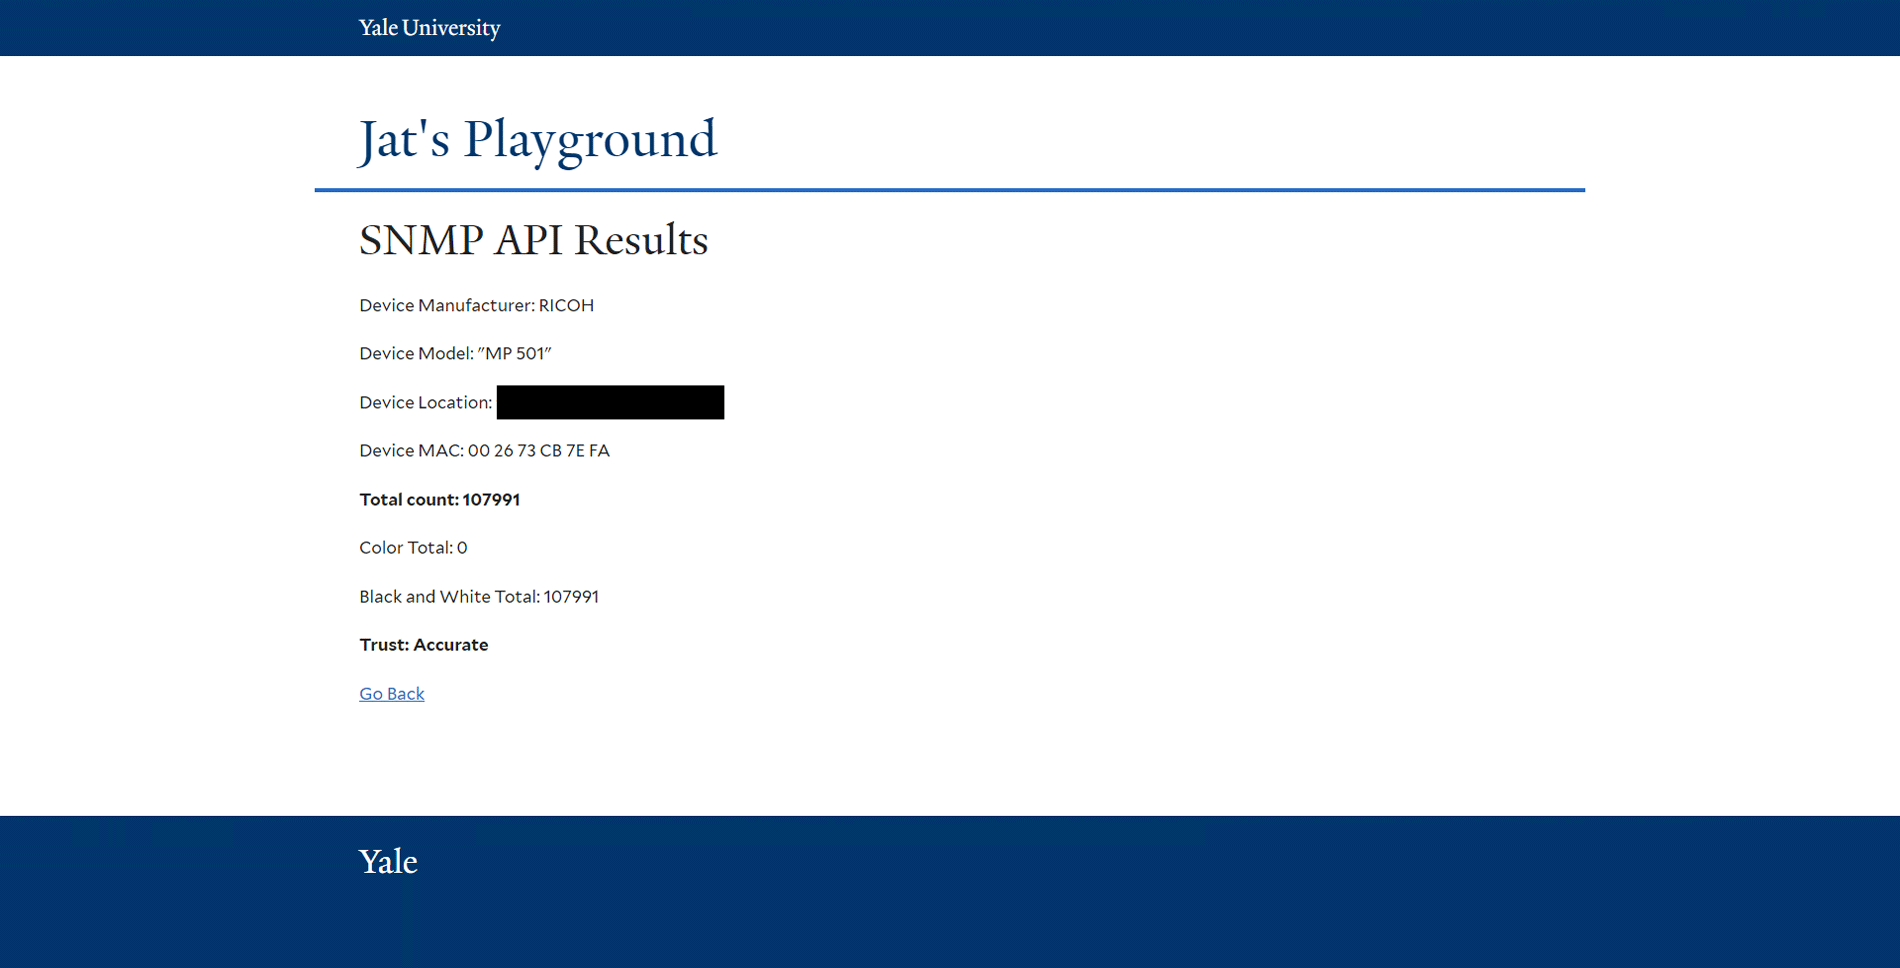 Yale University
Jat's Playground
SNMP API Results
Device Manufacturer: RICOH
Device Model: "MP 501"
Device Location:
Device MAC: 00 26 73 CB 7E FA
Total count: 107991
Color Total: 0
Black and White Total: 107991
Trust: Accurate
Go Back
Yale